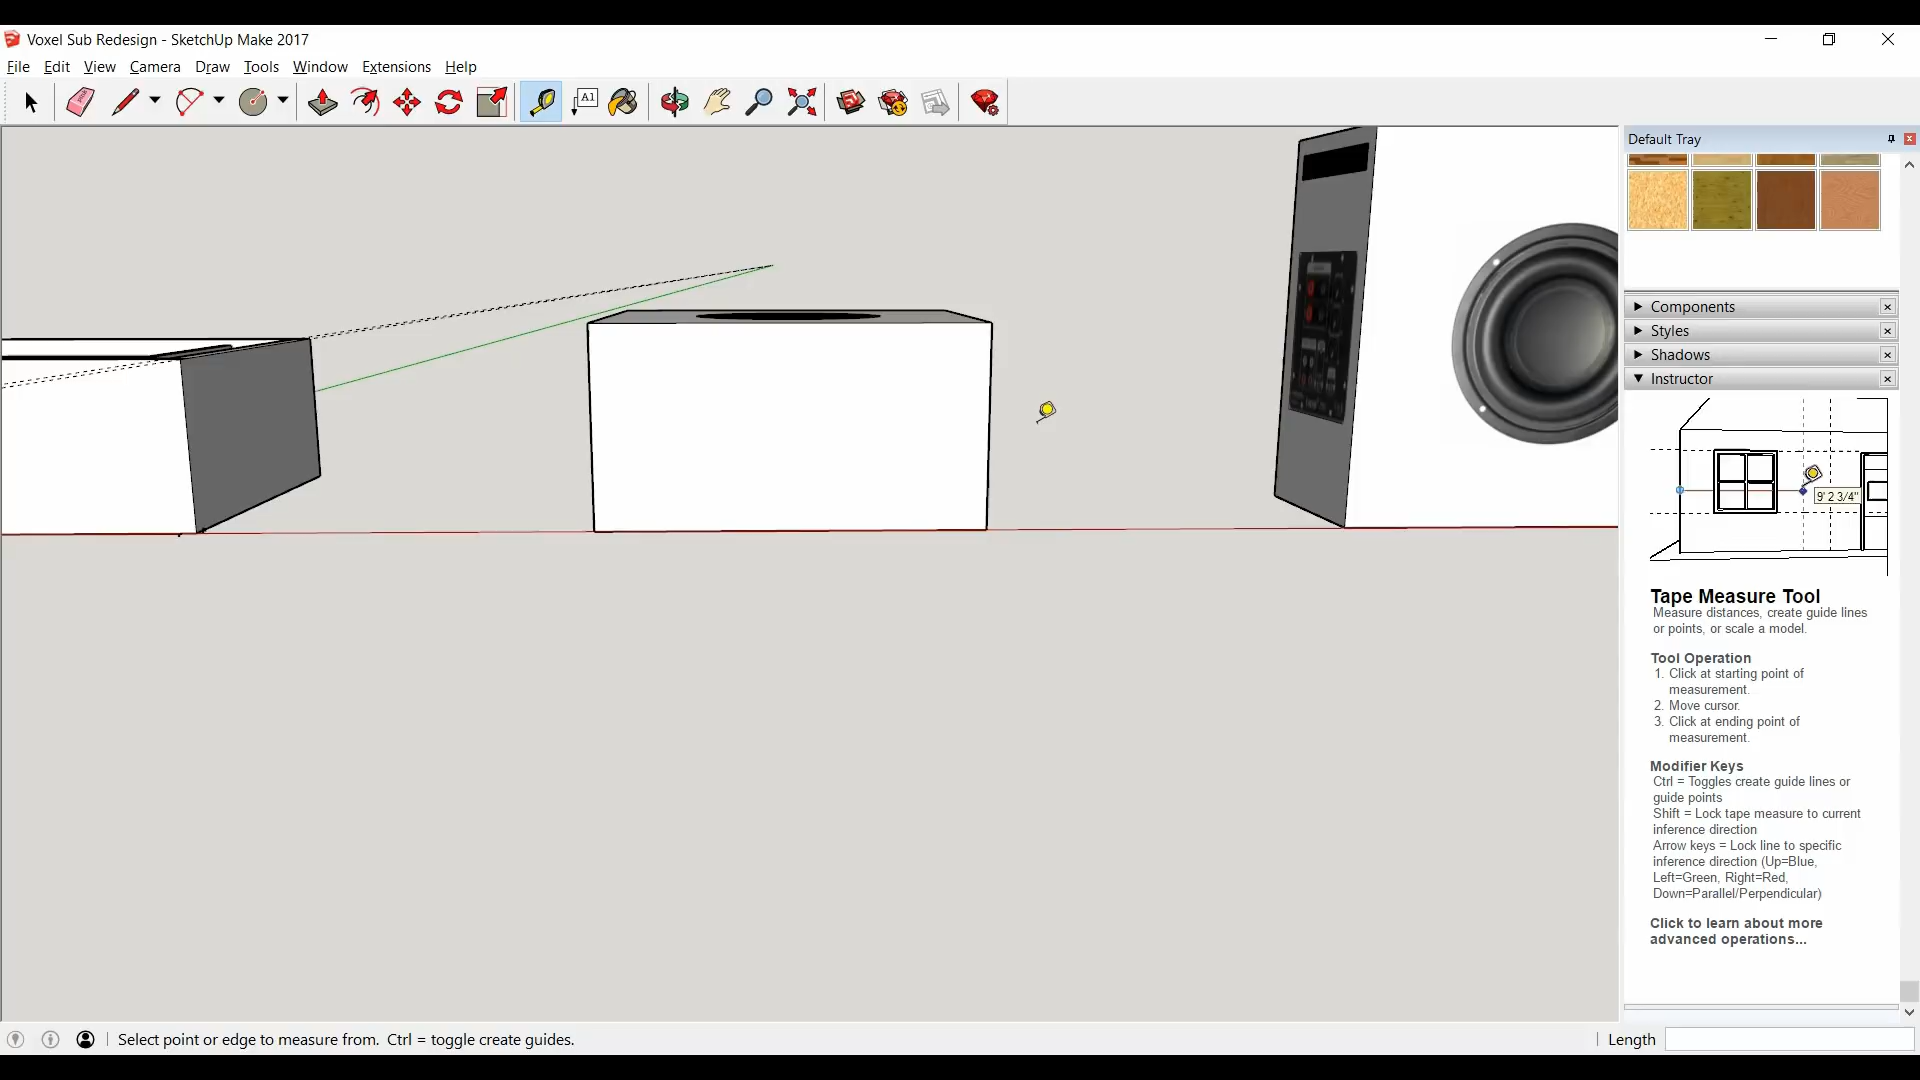 Voxel Sub Redesign - SketchUp Make 2017
File Edit View Camera Draw Tools Window Extensions Help
A1
Default Tray
Components
Styles
Shadows
Instructor
9' 2 3/4"
Tape Measure Tool
Measure distances, create guide lines
or points, or scale a model.
Tool Operation
1. Click at starting point of
measurement.
2. Move cursor.
3. Click at ending point of
measurement.
Modifier Keys
Ctrl = Toggles create guide lines or
guide points
Shift = Lock tape measure to current
inference direction
Arrow keys = Lock line to specific
inference direction (Up=Blue,
Left=Green, Right=Red,
Down=Parallel/Perpendicular)
Click to learn about more
advanced operations...
Select point or edge to measure from. Ctrl = toggle create guides.
Length